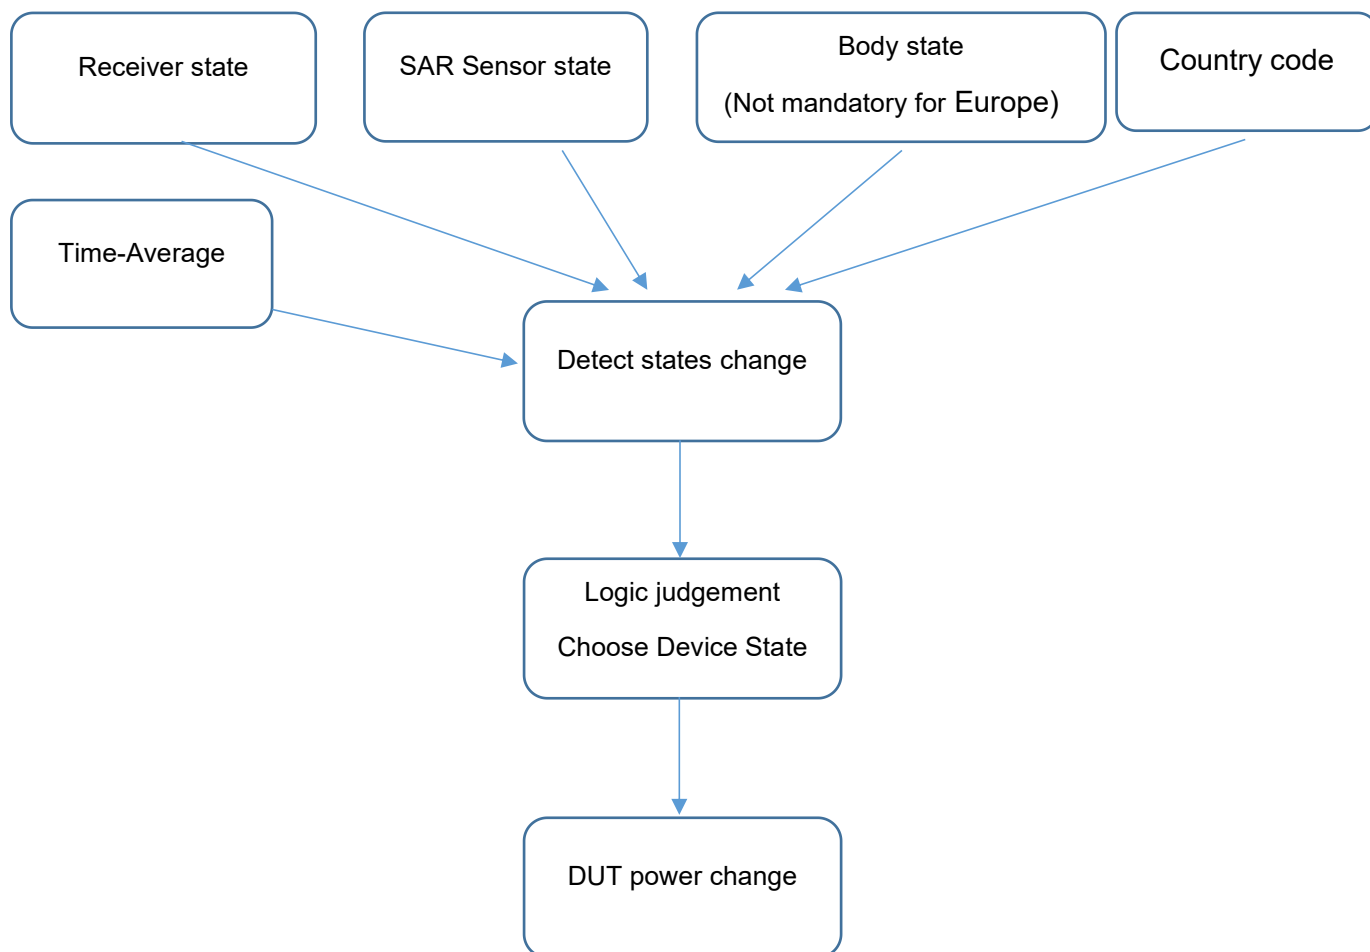 Receiver state
SAR Sensor state
Body state
(Not mandatory for Europe)
Country code
Time-Average
Detect states change
Logic judgement
Choose Device State
DUT power change